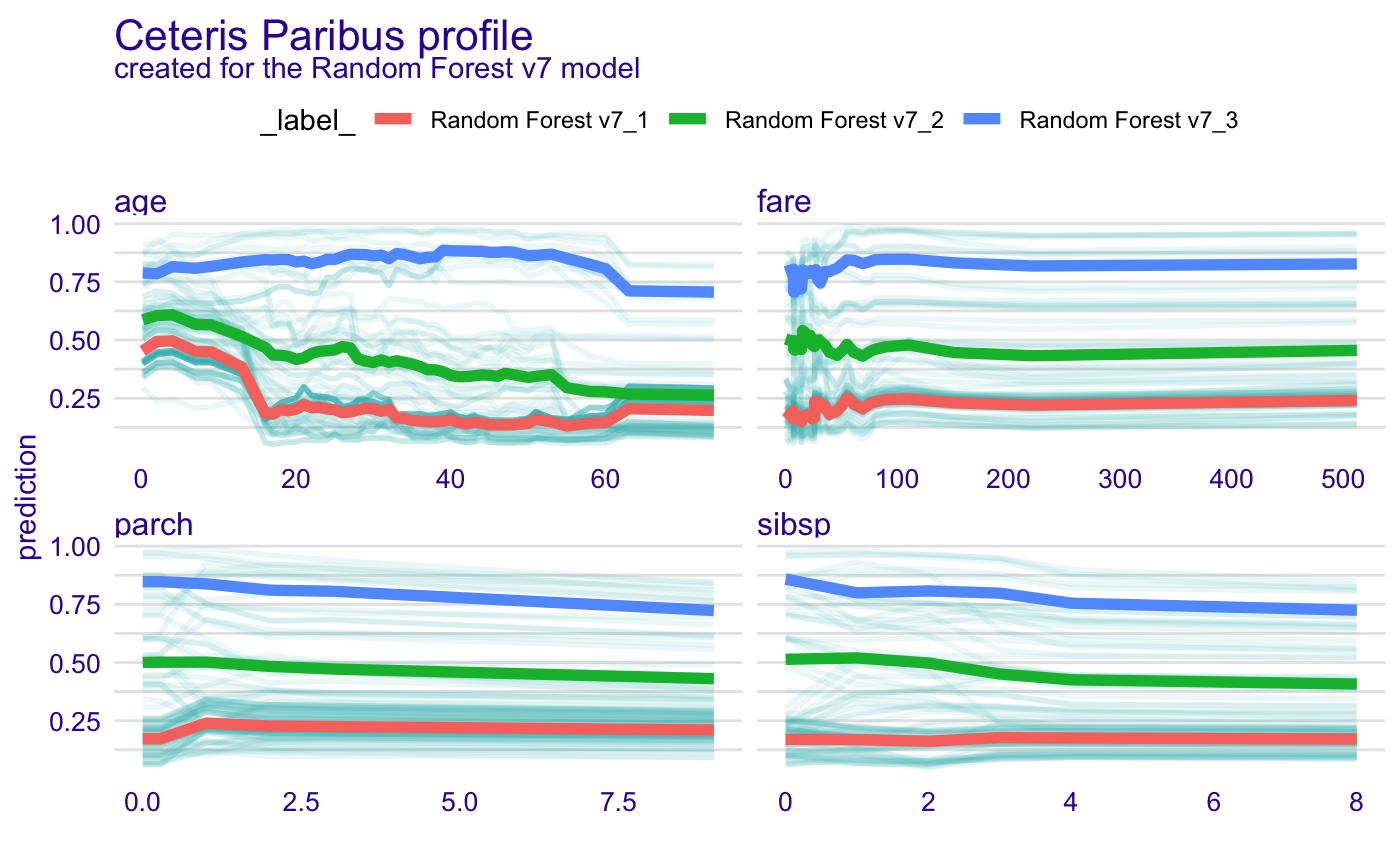 Ceteris Paribus profile
created for the Random Forest v7 model
_label_ Random Forest v7_1 Random Forest v7_2 Random Forest v7_3
age fare
1.00
0.75
0.50
0.25
0 20 40 60 0 100 200 300 400 500
prediction
parch sibsp
1.00
0.75
0.50
0.25
0.0 2.5 5.0 7.5 0 2 4 6 8